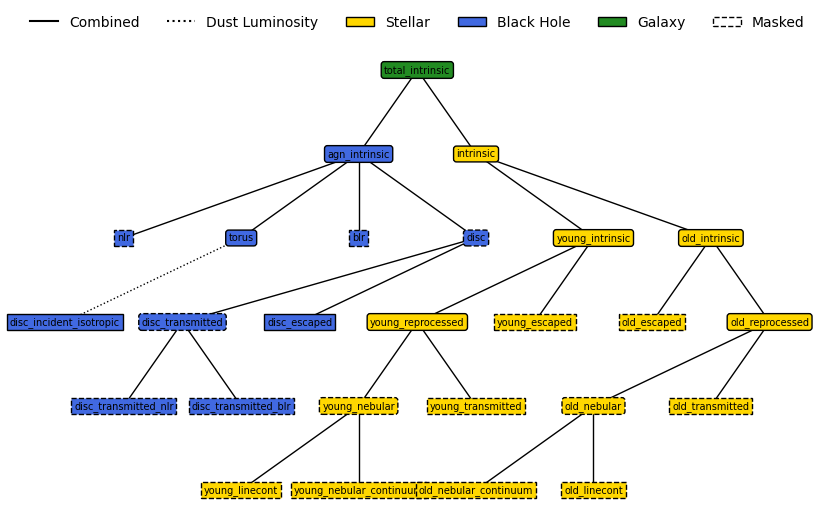 Combined Dust Luminosity Stellar Black Hole Galaxy Masked
total_intrinsic
agn_intrinsic intrinsic
nlr torus blr disc young_intrinsic old_intrinsic
disc_incident_isotropic disc_transmitted disc_escaped young_reprocessed young_escaped old_escaped old_reprocessed
disc_transmitted_nlr disc_transmitted_blr young_nebular young_transmitted old_nebular old_transmitted
young_linecont young_nebular_continuum old_nebular_continuum old_linecont